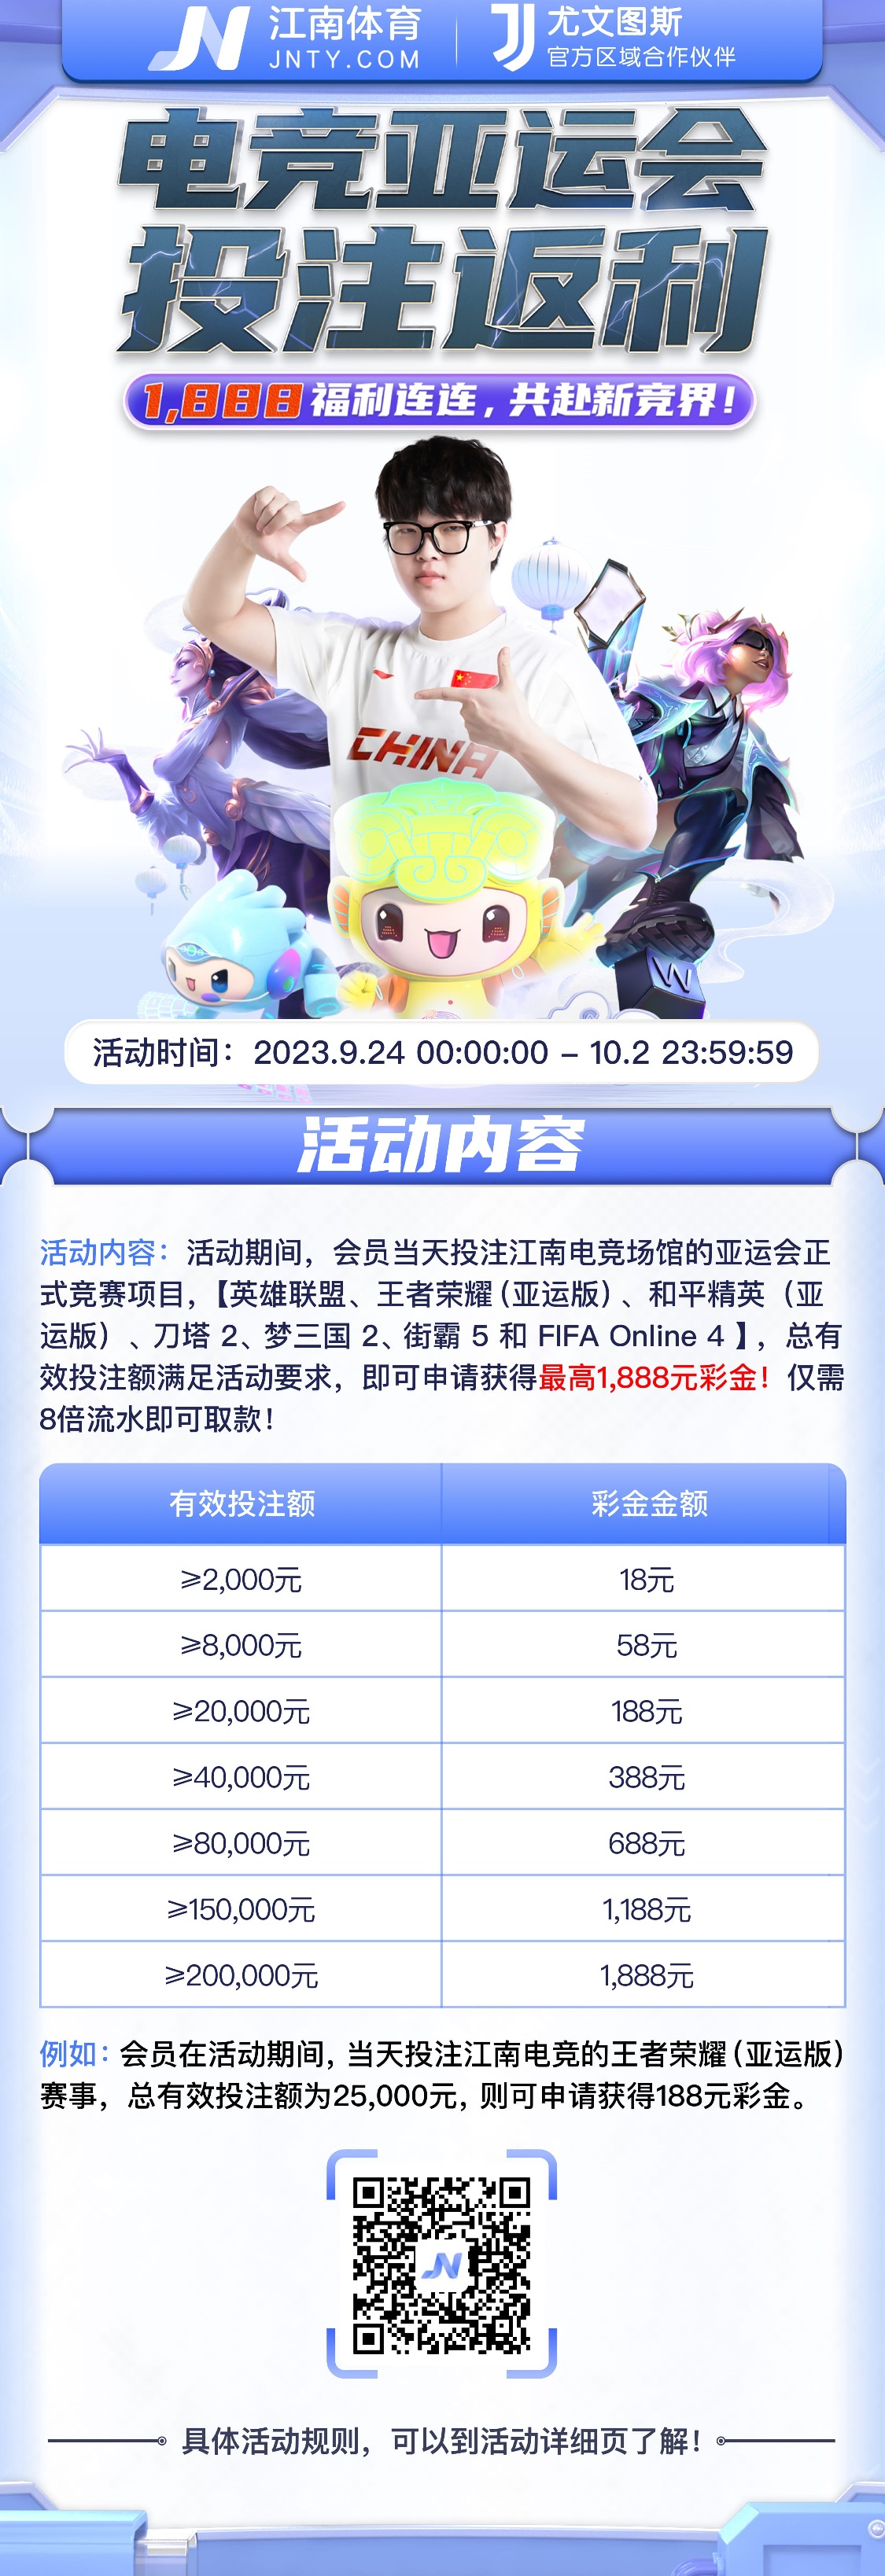 江南体育
JNTY.COM
尤文图斯
官方区域合作伙伴
电竞亚运会
投注返利
1,888福利连连，共赴新竞界！
CHINA
活动时间：2023.9.24 00:00:00 – 10.2 23:59:59
活动内容
活动内容：活动期间，会员当天投注江南电竞场馆的亚运会正
式竞赛项目，【英雄联盟、王者荣耀（亚运版）、和平精英（亚
运版）、刀塔 2、梦三国 2、街霸 5 和 FIFA Online 4 】，总有
效投注额满足活动要求，即可申请获得最高1,888元彩金！仅需
8倍流水即可取款！
有效投注额 彩金金额
⩾2,000元 18元
⩾8,000元 58元
⩾20,000元 188元
⩾40,000元 388元
⩾80,000元 688元
⩾150,000元 1,188元
⩾200,000元 1,888元
例如：会员在活动期间，当天投注江南电竞的王者荣耀（亚运版）
赛事，总有效投注额为25,000元，则可申请获得188元彩金。
具体活动规则，可以到活动详细页了解！